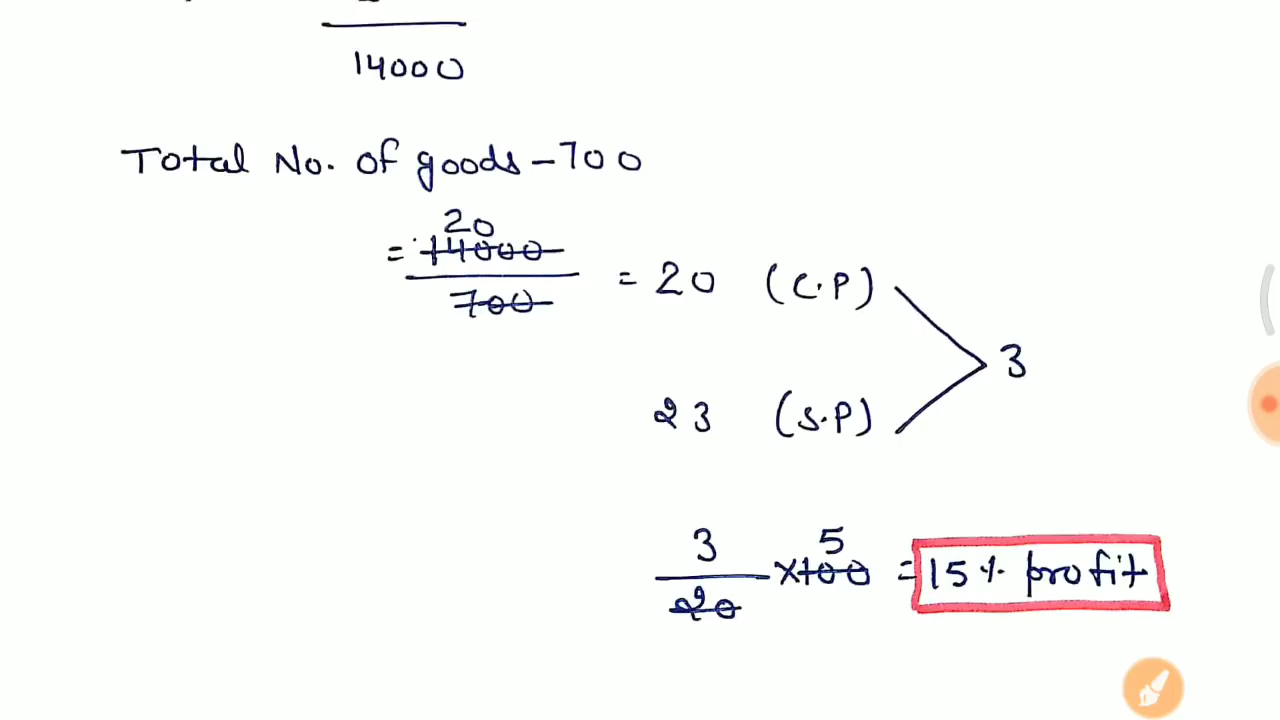 14000
Total No. of goods - 700
20
= 14000 / 700 = 20 (C.P)
3
23 (S.P)
3 / 20 × 100 5 = 15% profit